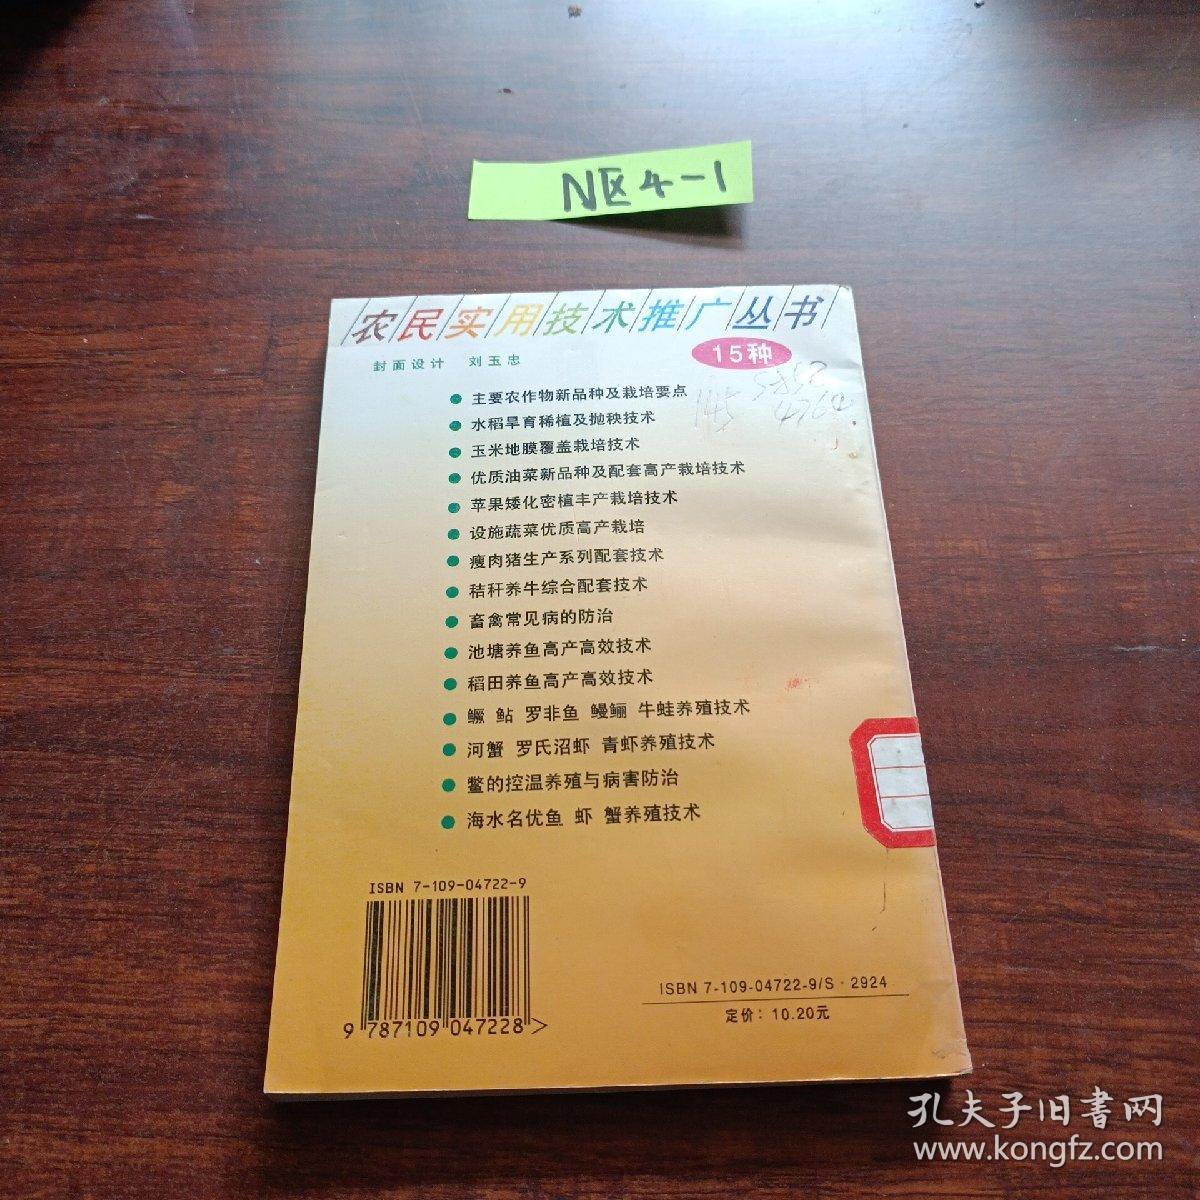 N区4-1
农民实用技术推广丛书
封面设计 刘玉忠
15种
主要农作物新品种及栽培要点
水稻旱育稀植及抛秧技术
玉米地膜覆盖栽培技术
优质油菜新品种及配套高产栽培技术
苹果矮化密植丰产栽培技术
设施蔬菜优质高产栽培
瘦肉猪生产系列配套技术
秸秆养牛综合配套技术
畜禽常见病的防治
池塘养鱼高产高效技术
稻田养鱼高产高效技术
鳜 鲇 罗非鱼 鳗鲡 牛蛙养殖技术
河蟹 罗氏沼虾 青虾养殖技术
鳖的控温养殖与病害防治
海水名优鱼 虾 蟹养殖技术
ISBN 7-109-04722-9
9 787109 047228 >
ISBN 7-109-04722-9/S·2924
定价：10.20元
孔夫子旧書网
www.kongfz.com